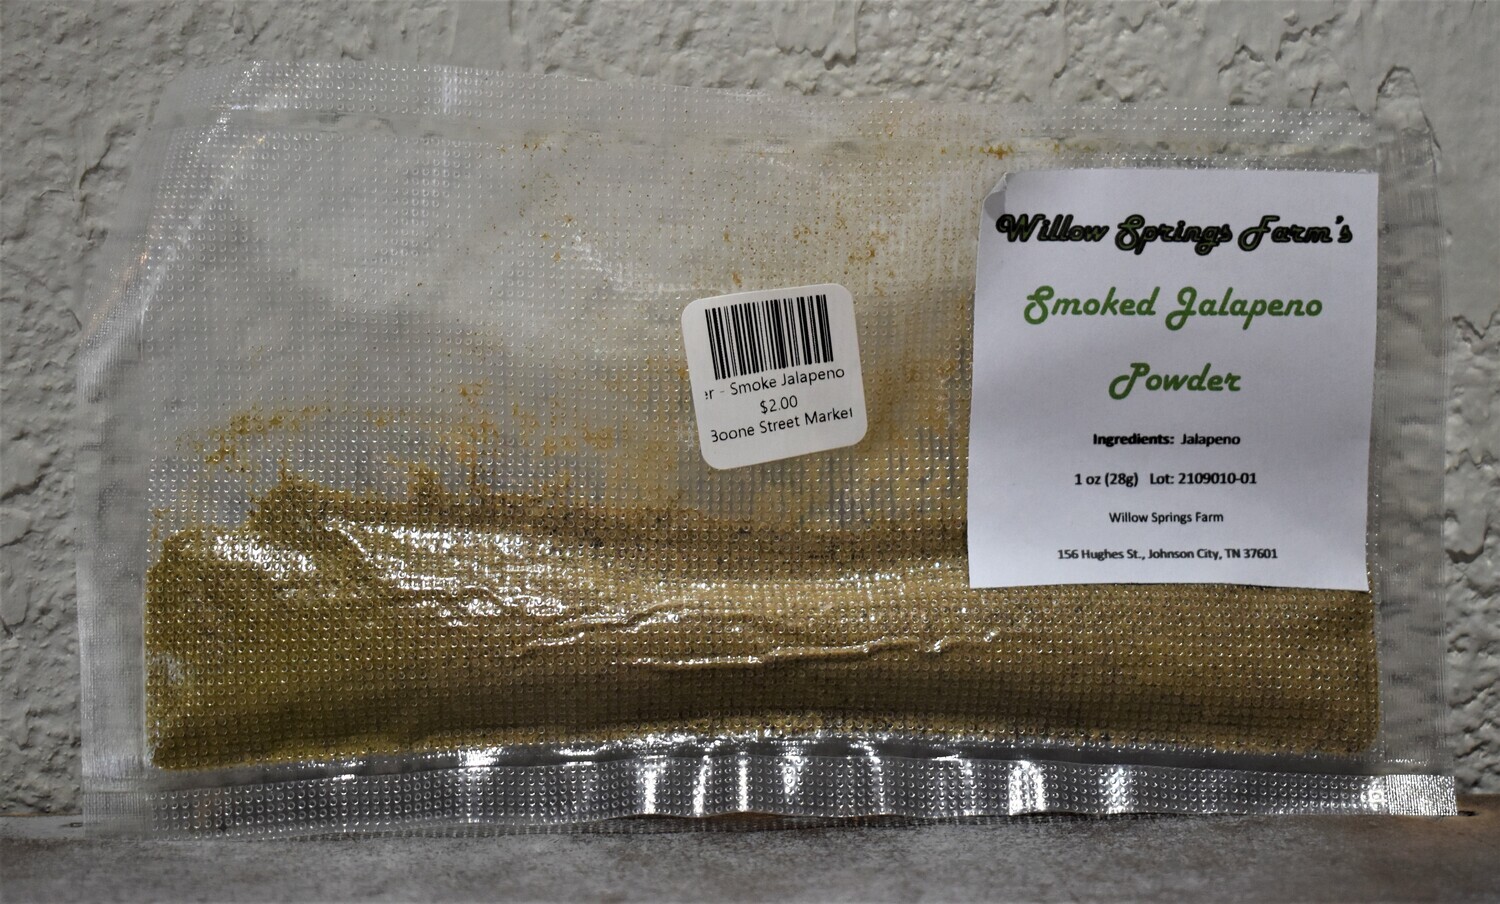 Willow Springs Farm's
Smoked Jalapeno
Powder
Ingredients: Jalapeno
1 oz (28g) Lot: 2109010-01
Willow Springs Farm
156 Hughes St., Johnson City, TN 37601
er - Smoke Jalapeno
$2.00
Boone Street Market